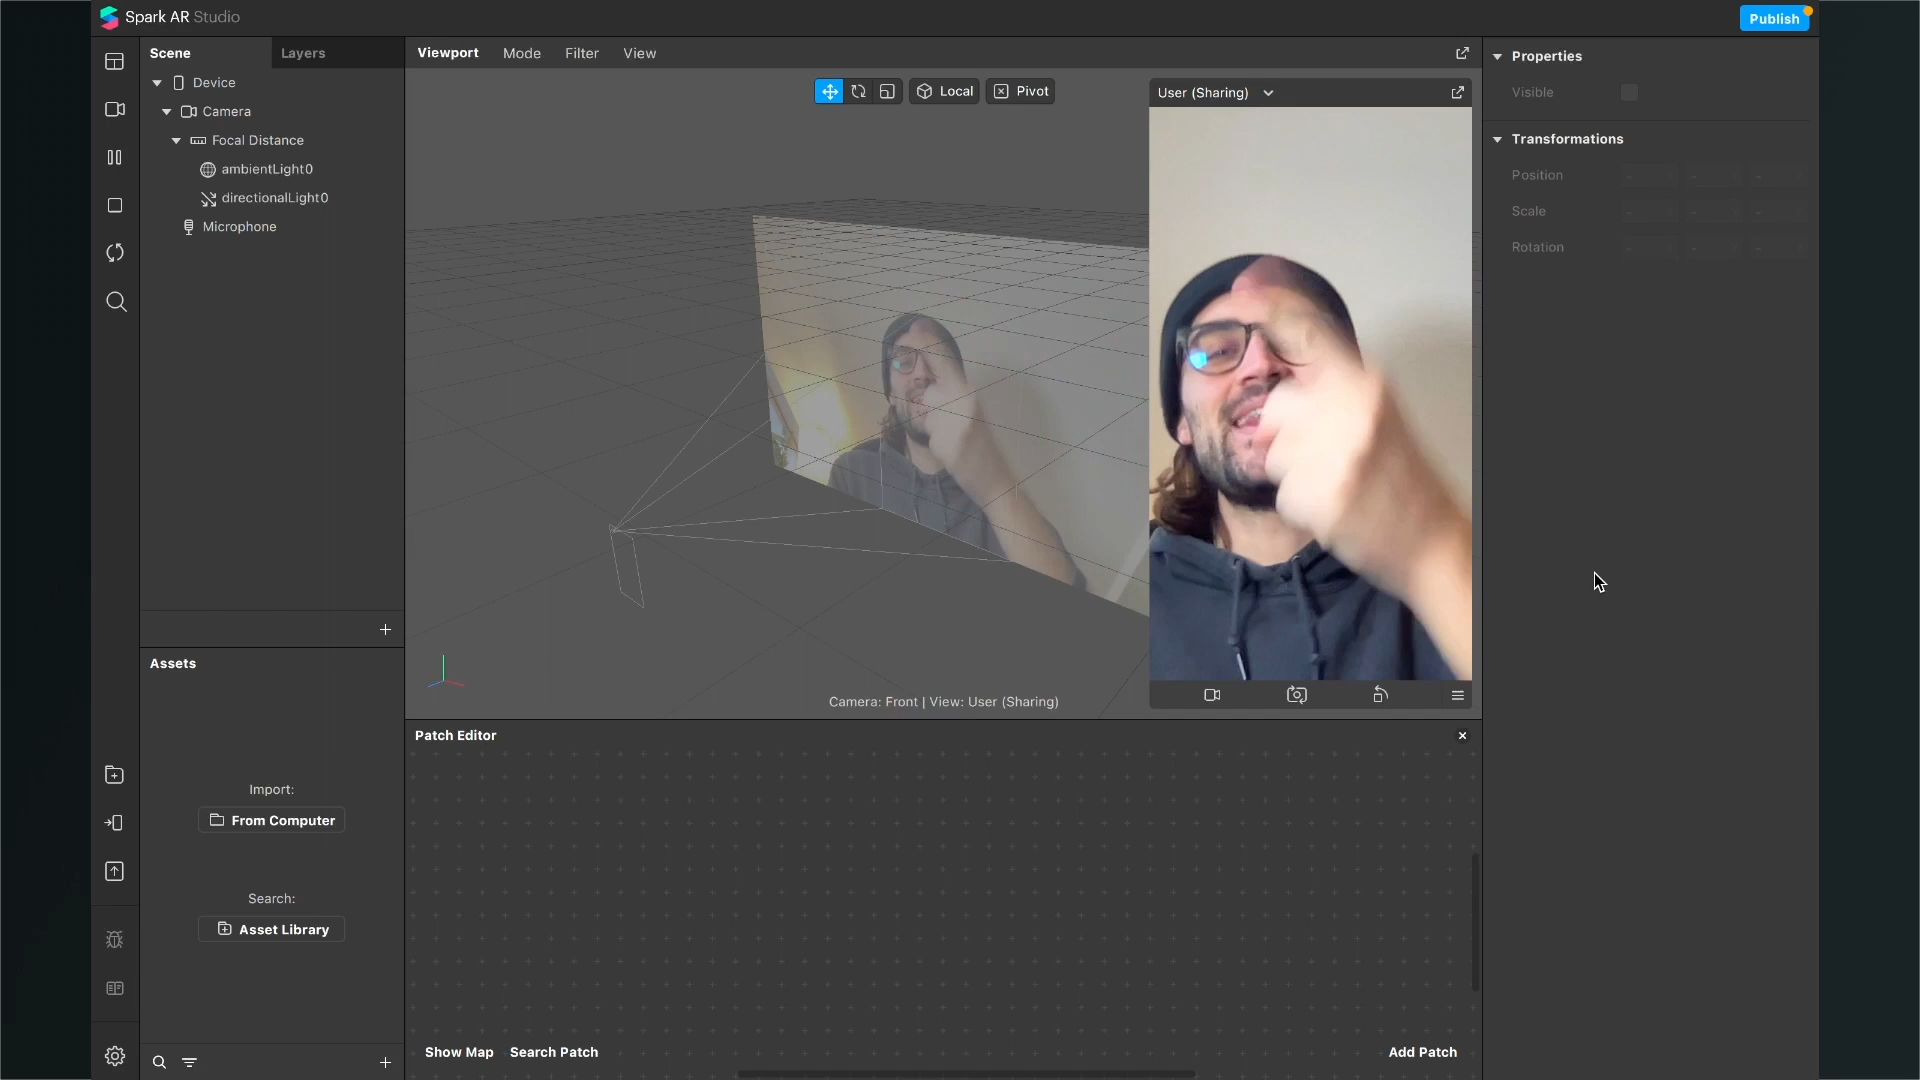 Spark AR Studio
Publish
Scene
Layers
Device
Camera
Focal Distance
ambientLight0
directionalLight0
Microphone
Assets
Import:
From Computer
Search:
Asset Library
Viewport
Mode
Filter
View
Local
Pivot
User (Sharing)
Camera: Front | View: User (Sharing)
Patch Editor
Show Map
Search Patch
Add Patch
Properties
Visible
Transformations
Position
Scale
Rotation